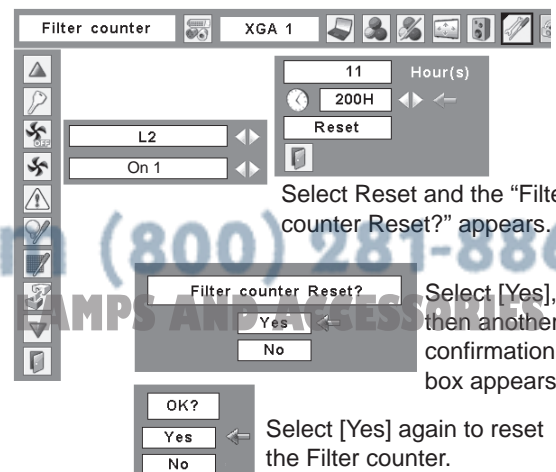 Filter counter
XGA 1
11 Hour(s)
200H
Reset
OFF
L2
On 1
Select Reset and the
counter Reset?" appears.
m (800) 281-
LAMPS AND ACCESSORIES
Filter counter Reset?
Yes
No
Select [Yes],
then another
confirmation
box appears
OK?
Yes
No
Select [Yes] again to reset
the Filter counter.